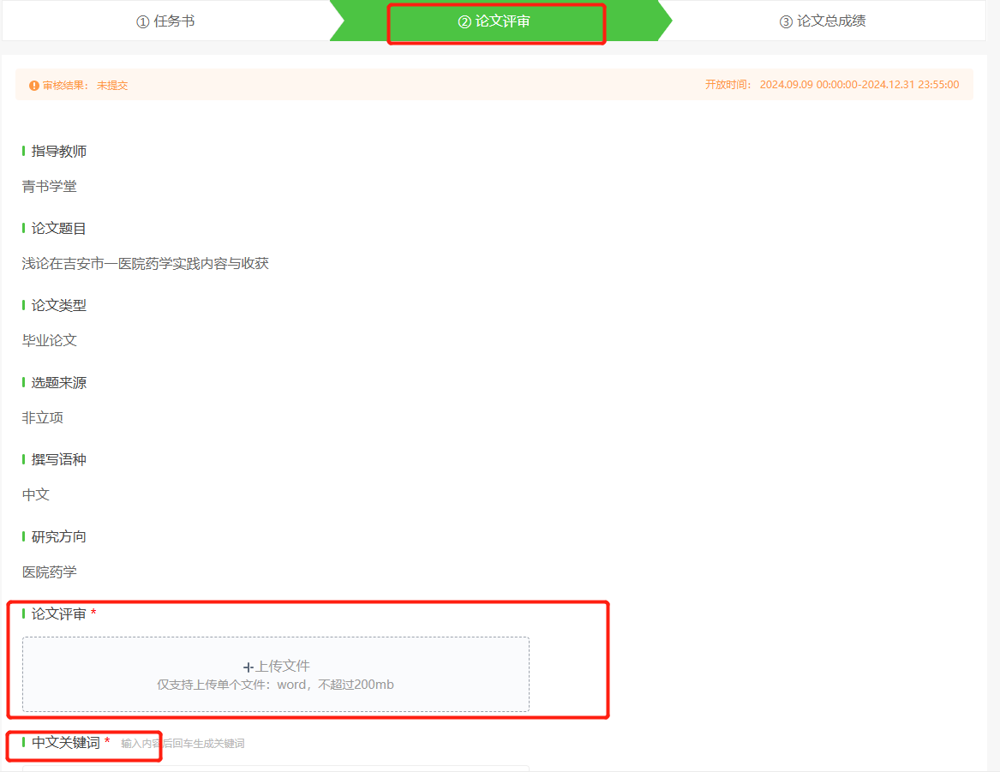 ① 任务书
② 论文评审
③ 论文总成绩
审核结果： 未提交
开放时间： 2024.09.09 00:00:00-2024.12.31 23:55:00
指导教师
青书学堂
论文题目
浅论在吉安市一医院药学实践内容与收获
论文类型
毕业论文
选题来源
非立项
撰写语种
中文
研究方向
医院药学
论文评审 *
+上传文件
仅支持上传单个文件：word，不超过200mb
中文关键词 * 输入内容后回车生成关键词